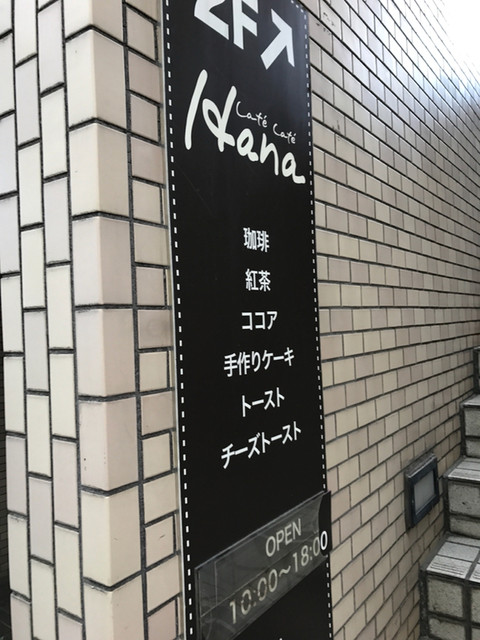 2F↗
Café Café
Hana
珈琲
紅茶
ココア
手作りケーキ
トースト
チーズトースト
OPEN
10:00～18:00